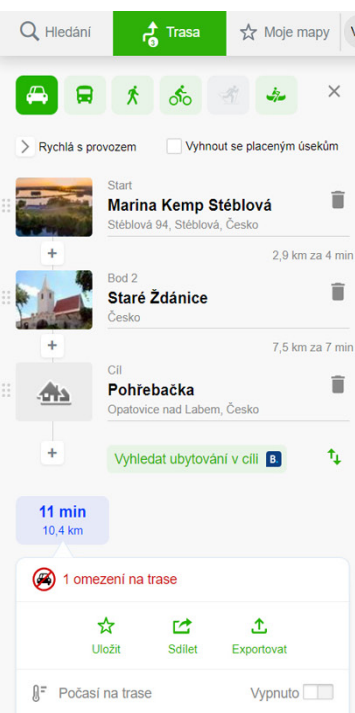 Hledání
Trasa
3
Moje mapy
V
Rychlá s provozem
Vyhnout se placeným úsekům
Start
Marina Kemp Stéblová
Stéblová 94, Stéblová, Česko
+
2,9 km za 4 min
Bod 2
Staré Ždánice
Česko
+
7,5 km za 7 min
Cíl
Pohřebačka
Opatovice nad Labem, Česko
+
Vyhledat ubytování v cíli B.
11 min
10,4 km
1 omezení na trase
Uložit
Sdílet
Exportovat
Počasí na trase
Vypnuto